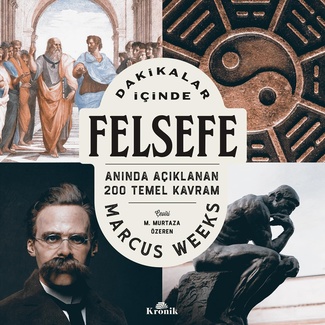 DAKİKALAR
İÇİNDE
FELSEFE
ANINDA AÇIKLANAN
200 TEMEL KAVRAM
Çeviri
M. MURTAZA
ÖZEREN
MARCUS WEEKS
Kronik